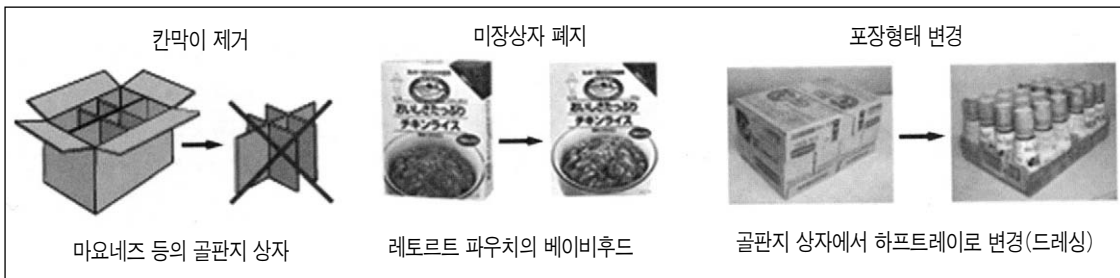 칸막이 제거
미장상자 폐지
포장형태 변경
おいしさたっぷり
チキンライス
おいしさたっぷり
チキンライス
마요네즈 등의 골판지 상자
레토르트 파우치의 베이비후드
골판지 상자에서 하프트레이로 변경(드레싱)